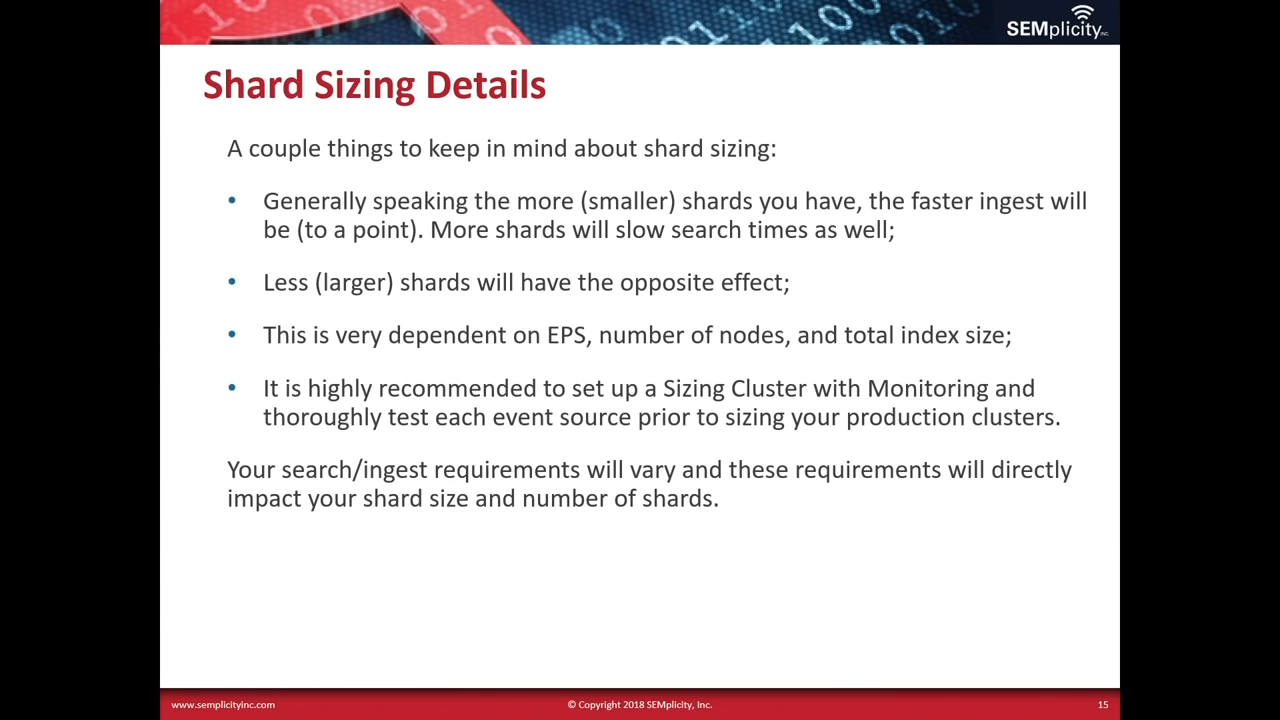 SEMplicity INC.
Shard Sizing Details
A couple things to keep in mind about shard sizing:
• Generally speaking the more (smaller) shards you have, the faster ingest will
be (to a point). More shards will slow search times as well;
• Less (larger) shards will have the opposite effect;
• This is very dependent on EPS, number of nodes, and total index size;
• It is highly recommended to set up a Sizing Cluster with Monitoring and
thoroughly test each event source prior to sizing your production clusters.
Your search/ingest requirements will vary and these requirements will directly
impact your shard size and number of shards.
www.semplicityinc.com © Copyright 2018 SEMplicity, Inc. 15